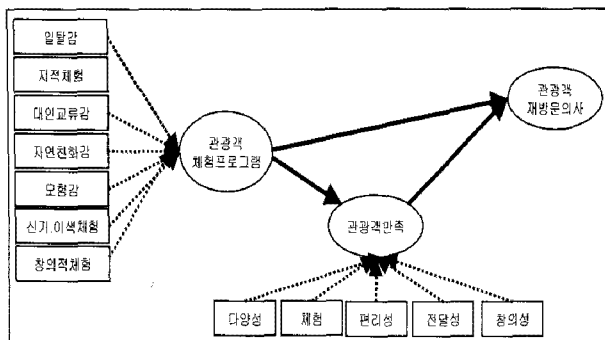 일탈감
지적체험
대인교류감
자연친화감
모험감
신기.이색체험
창의적체험
관광객
체험프로그램
관광객
재방문의사
관광객만족
다양성
체험
편리성
전달성
창의성